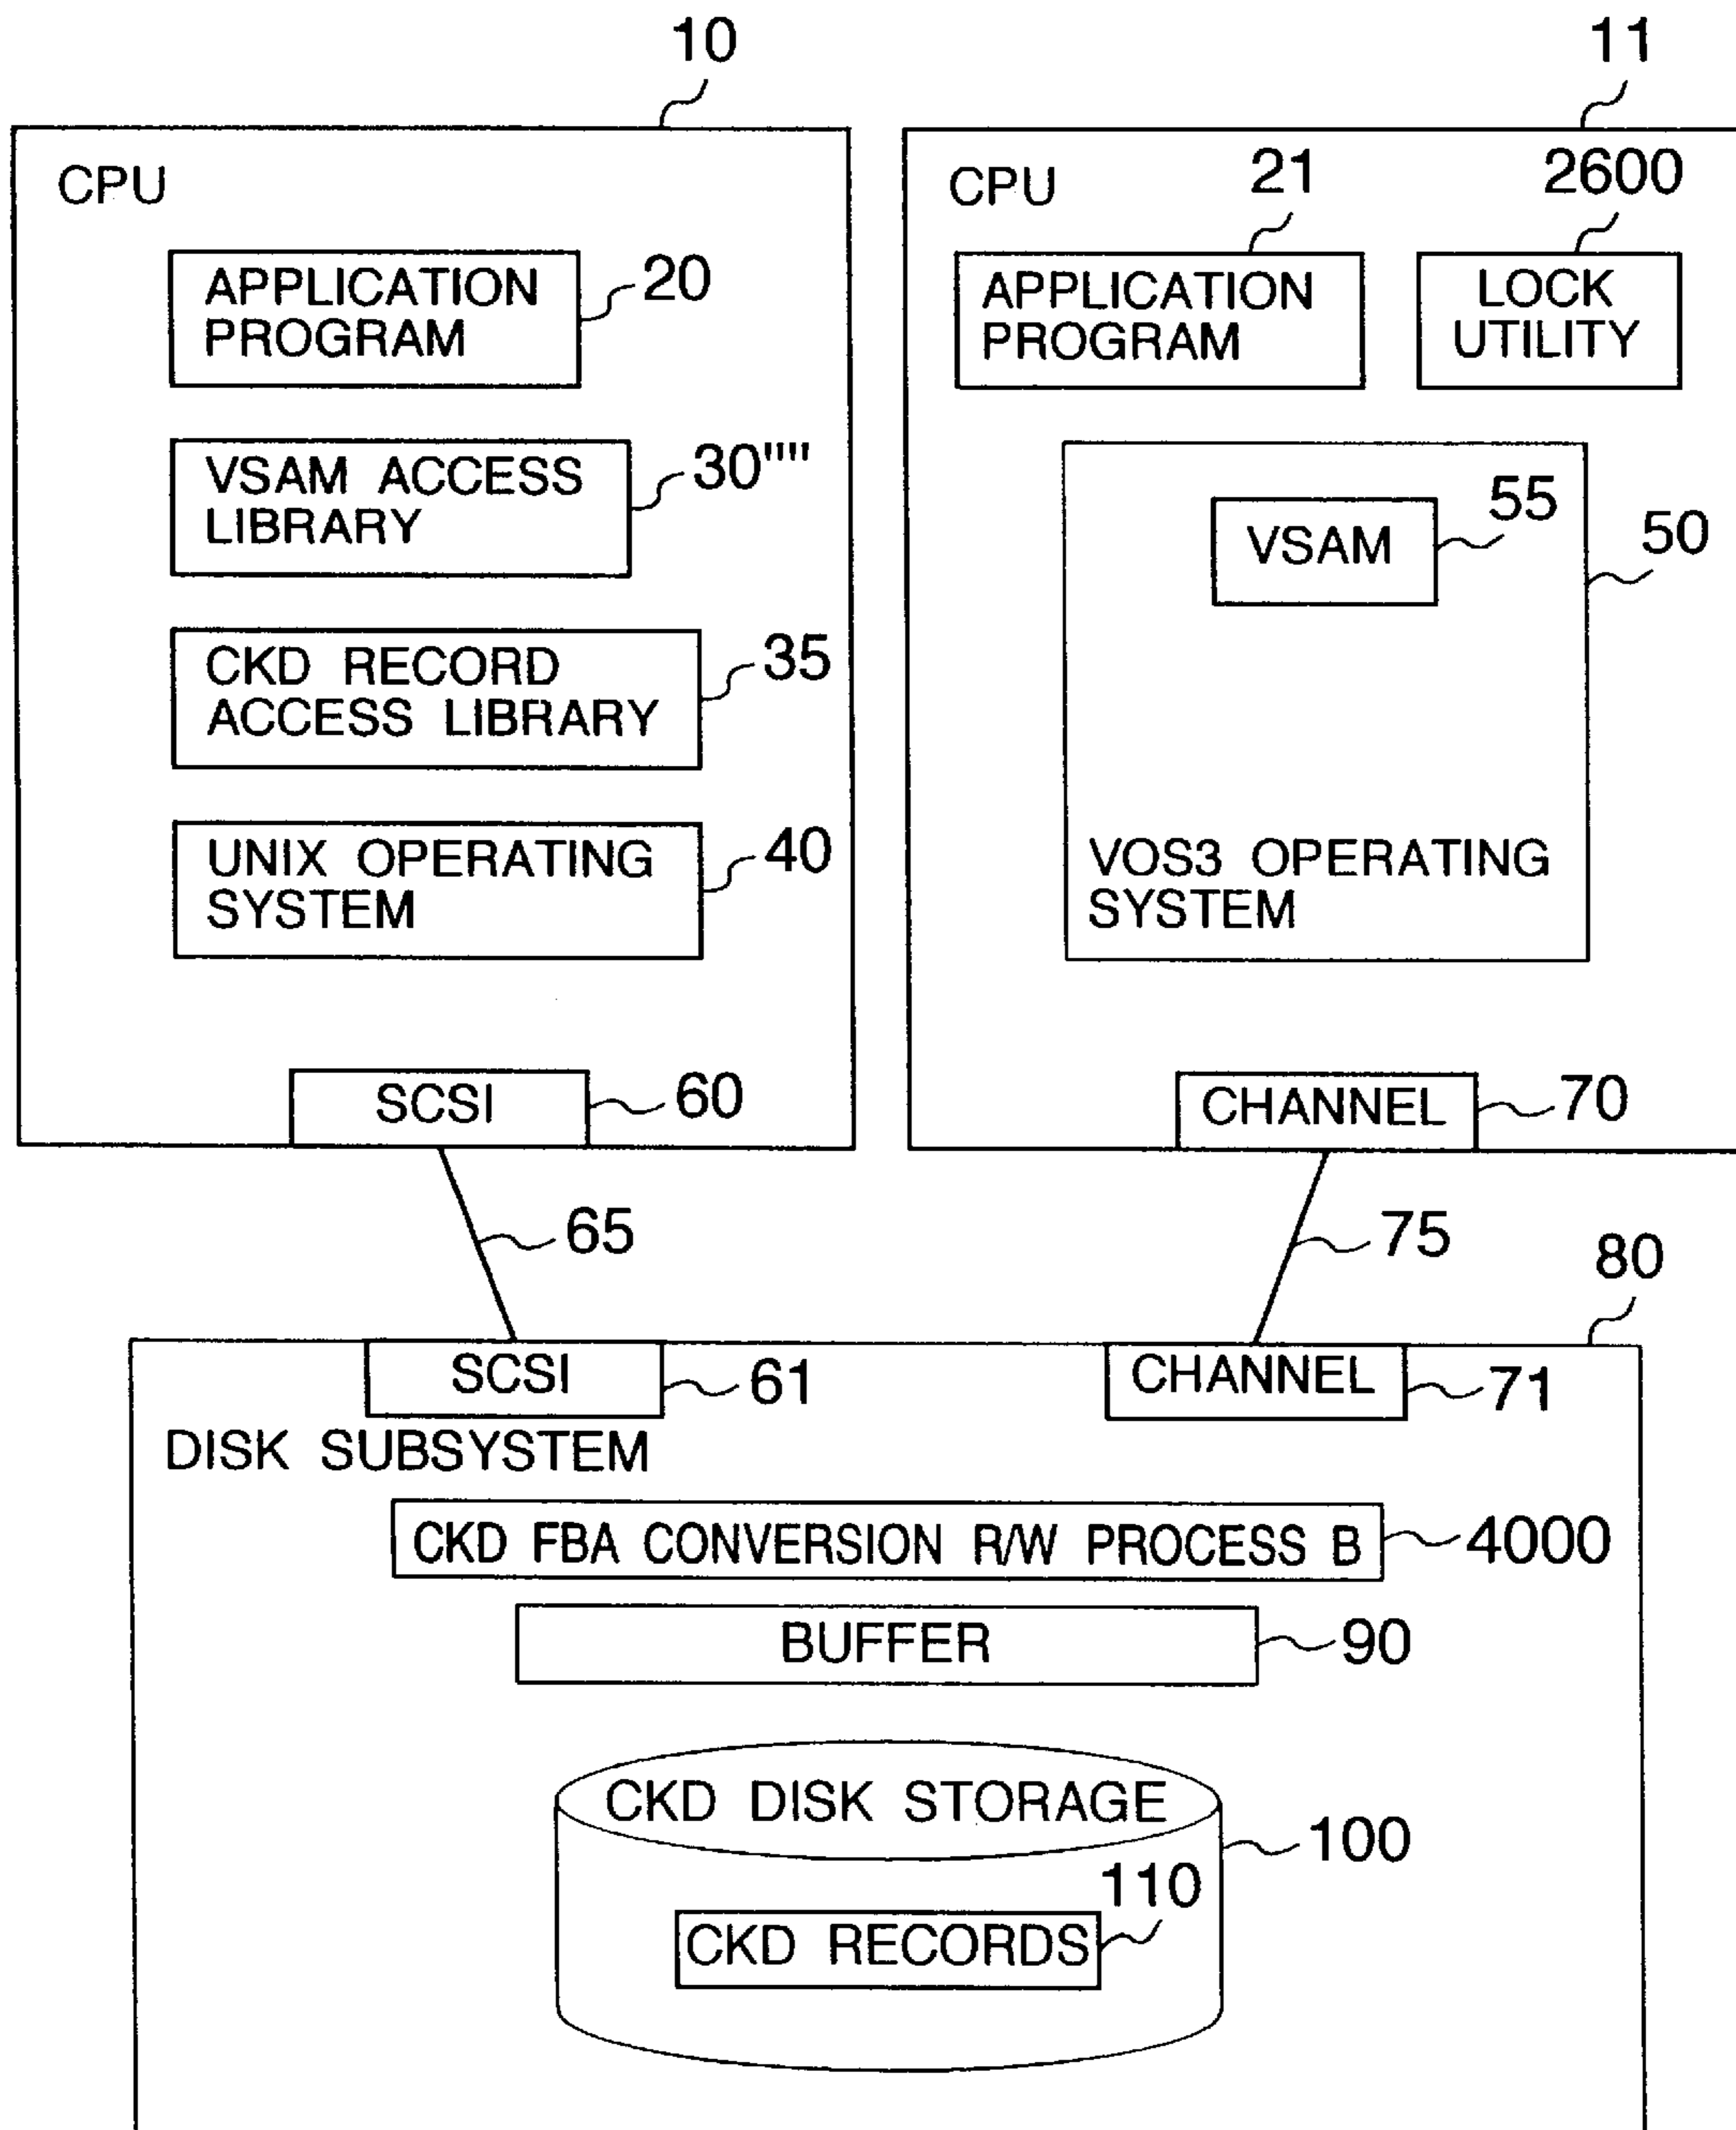 10
11
CPU
CPU
21
2600
APPLICATION
PROGRAM
20
APPLICATION
PROGRAM
LOCK
UTILITY
VSAM ACCESS
LIBRARY
30""
VSAM
55
50
CKD RECORD
ACCESS LIBRARY
35
UNIX OPERATING
SYSTEM
40
VOS3 OPERATING
SYSTEM
SCSI
60
CHANNEL
70
65
75
80
SCSI
61
CHANNEL
71
DISK SUBSYSTEM
CKD FBA CONVERSION R/W PROCESS B
4000
BUFFER
90
CKD DISK STORAGE
100
110
CKD RECORDS